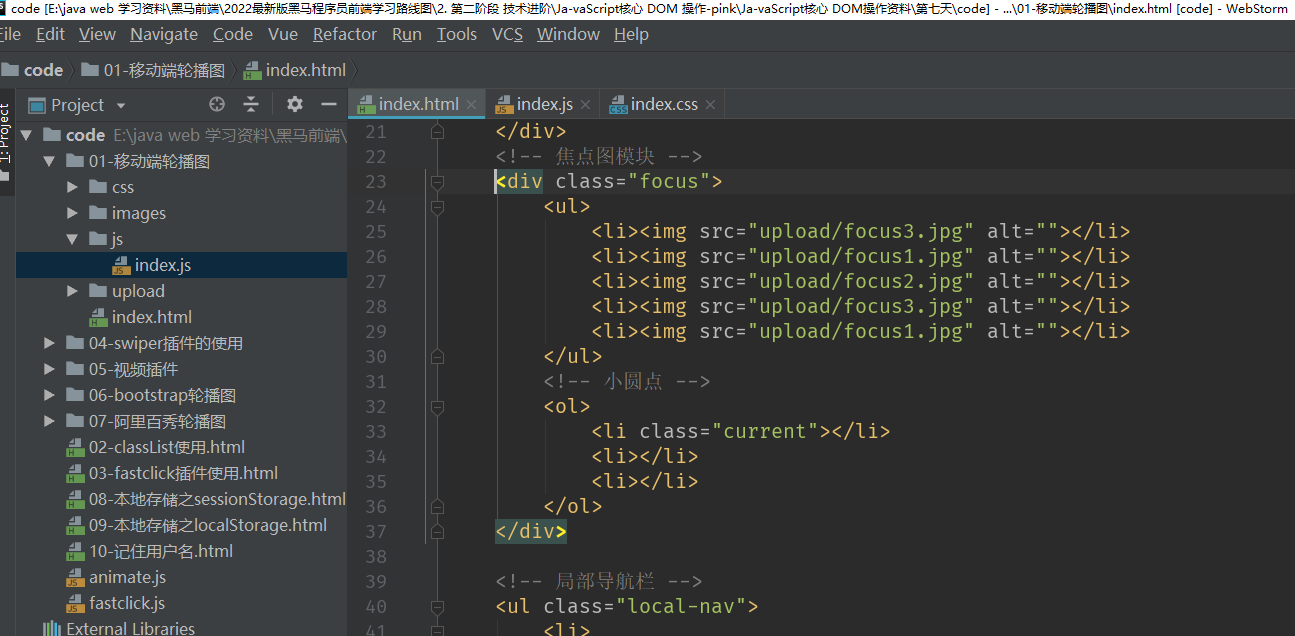 code [E:\java web 学习资料\黑马前端\2022最新版黑马程序员前端学习路线图\2. 第二阶段 技术进阶\Ja-vaScript核心 DOM 操作-pink\Ja-vaScript核心 DOM操作资料\第七天\code] - ...\01-移动端轮播图\index.html [code] - WebStorm
File Edit View Navigate Code Vue Refactor Run Tools VCS Window Help
code 01-移动端轮播图 index.html
1: Project
Project
code E:\java web 学习资料\黑马前端\
01-移动端轮播图
css
images
js
index.js
upload
index.html
04-swiper插件的使用
05-视频插件
06-bootstrap轮播图
07-阿里百秀轮播图
02-classList使用.html
03-fastclick插件使用.html
08-本地存储之sessionStorage.html
09-本地存储之localStorage.html
10-记住用户名.html
animate.js
fastclick.js
External Libraries
index.html index.js index.css
21 </div>
22 <!-- 焦点图模块 -->
23 <div class="focus">
24 <ul>
25 <li><img src="upload/focus3.jpg" alt=""></li>
26 <li><img src="upload/focus1.jpg" alt=""></li>
27 <li><img src="upload/focus2.jpg" alt=""></li>
28 <li><img src="upload/focus3.jpg" alt=""></li>
29 <li><img src="upload/focus1.jpg" alt=""></li>
30 </ul>
31 <!-- 小圆点 -->
32 <ol>
33 <li class="current"></li>
34 <li></li>
35 <li></li>
36 </ol>
37 </div>
38
39 <!-- 局部导航栏 -->
40 <ul class="local-nav">
41 <li>